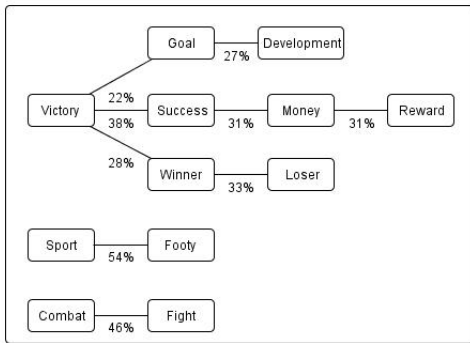 Goal Development
27%
22%
Victory Success Money Reward
38% 31% 31%
28%
Winner Loser
33%
Sport Footy
54%
Combat Fight
46%